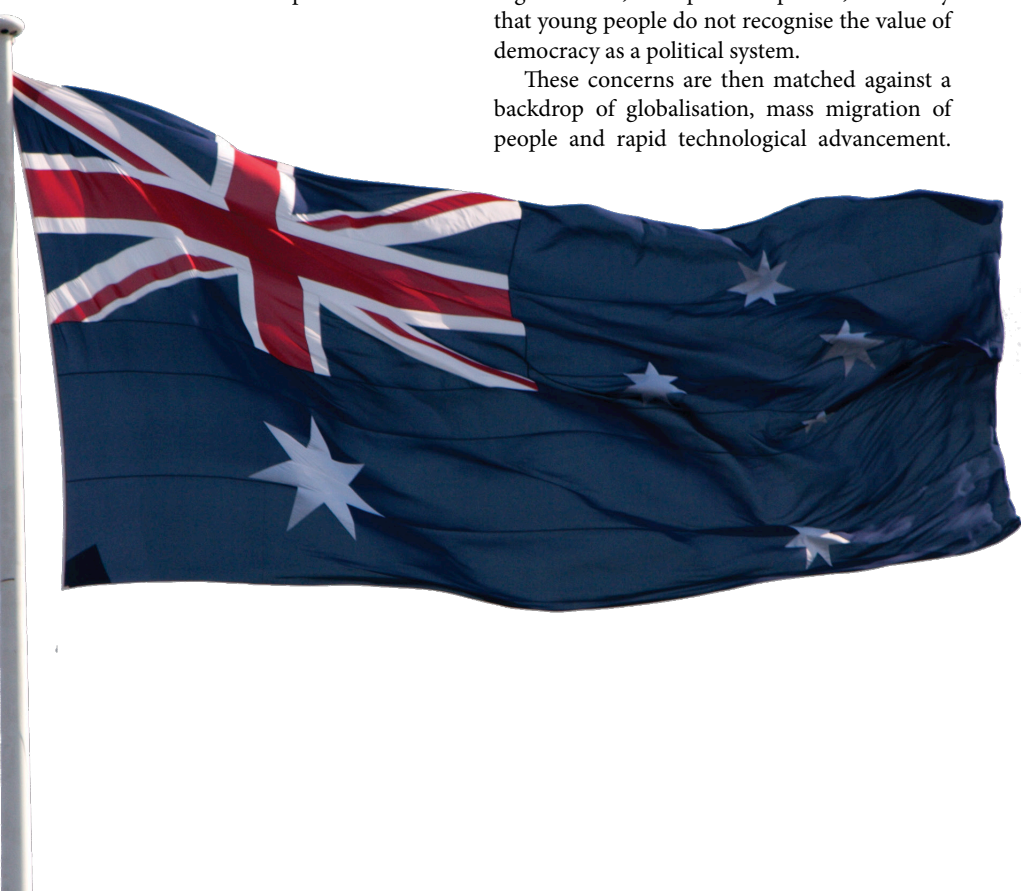 that young people do not recognise the value of
democracy as a political system.
These concerns are then matched against a
backdrop of globalisation, mass migration of
people and rapid technological advancement.